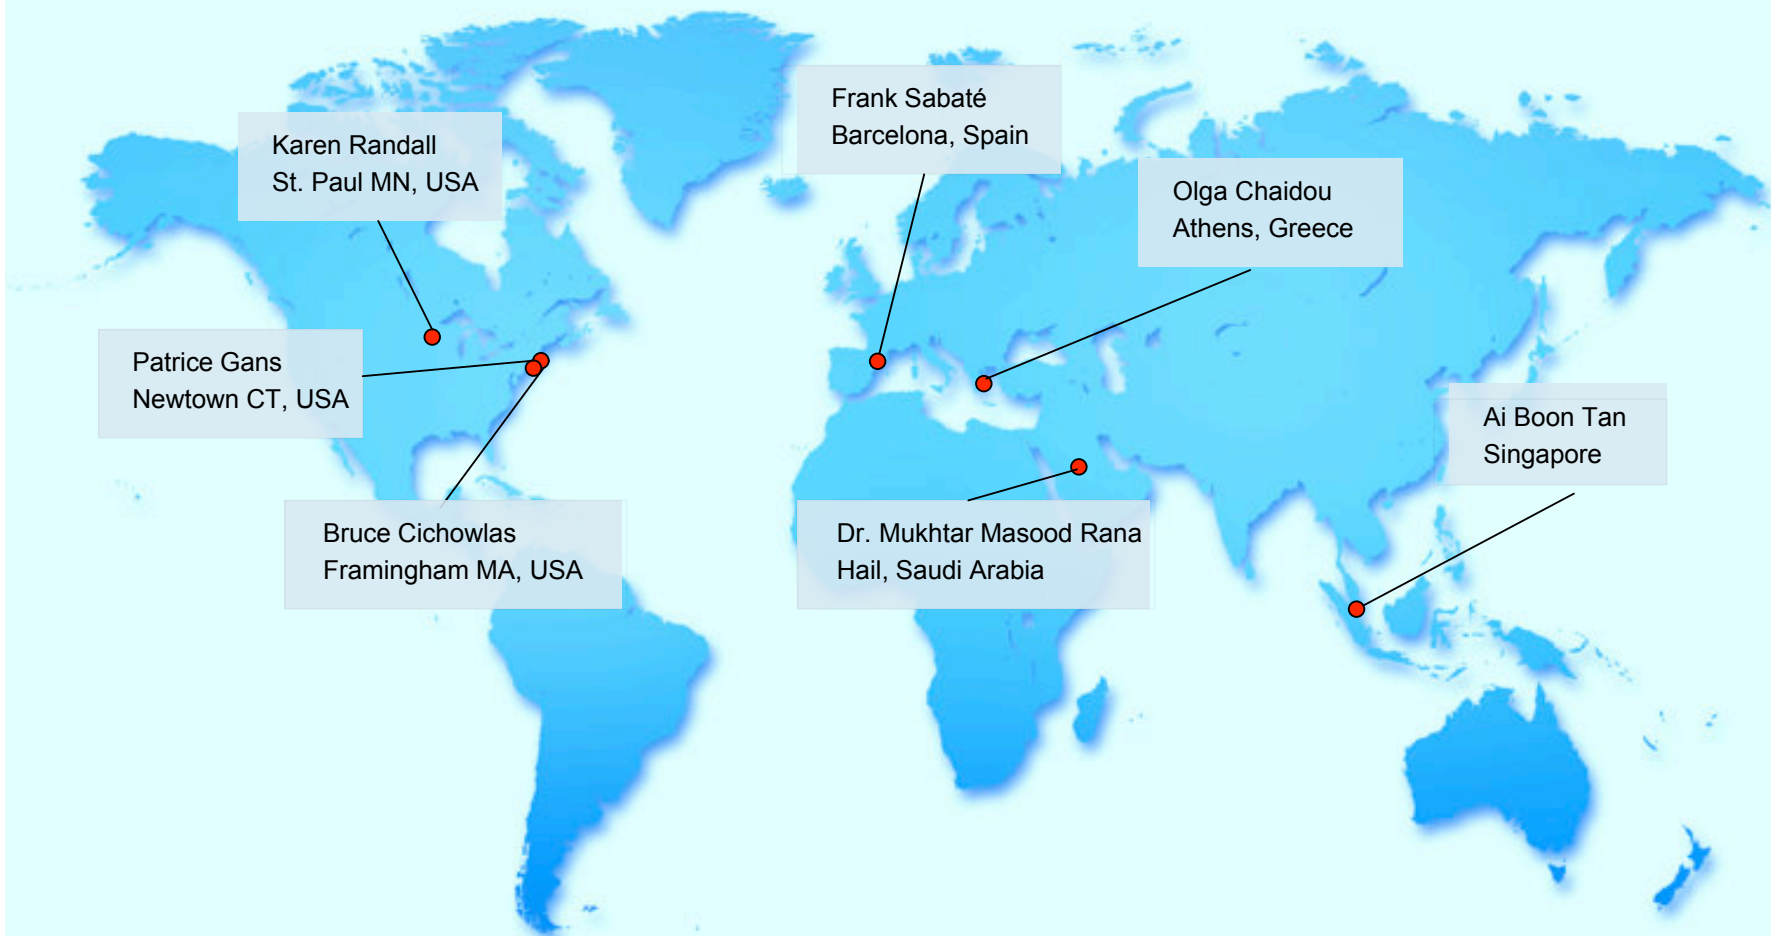 Frank Sabaté
Barcelona, Spain
Karen Randall
St. Paul MN, USA
Olga Chaidou
Athens, Greece
Patrice Gans
Newtown CT, USA
Ai Boon Tan
Singapore
Bruce Cichowlas
Framingham MA, USA
Dr. Mukhtar Masood Rana
Hail, Saudi Arabia